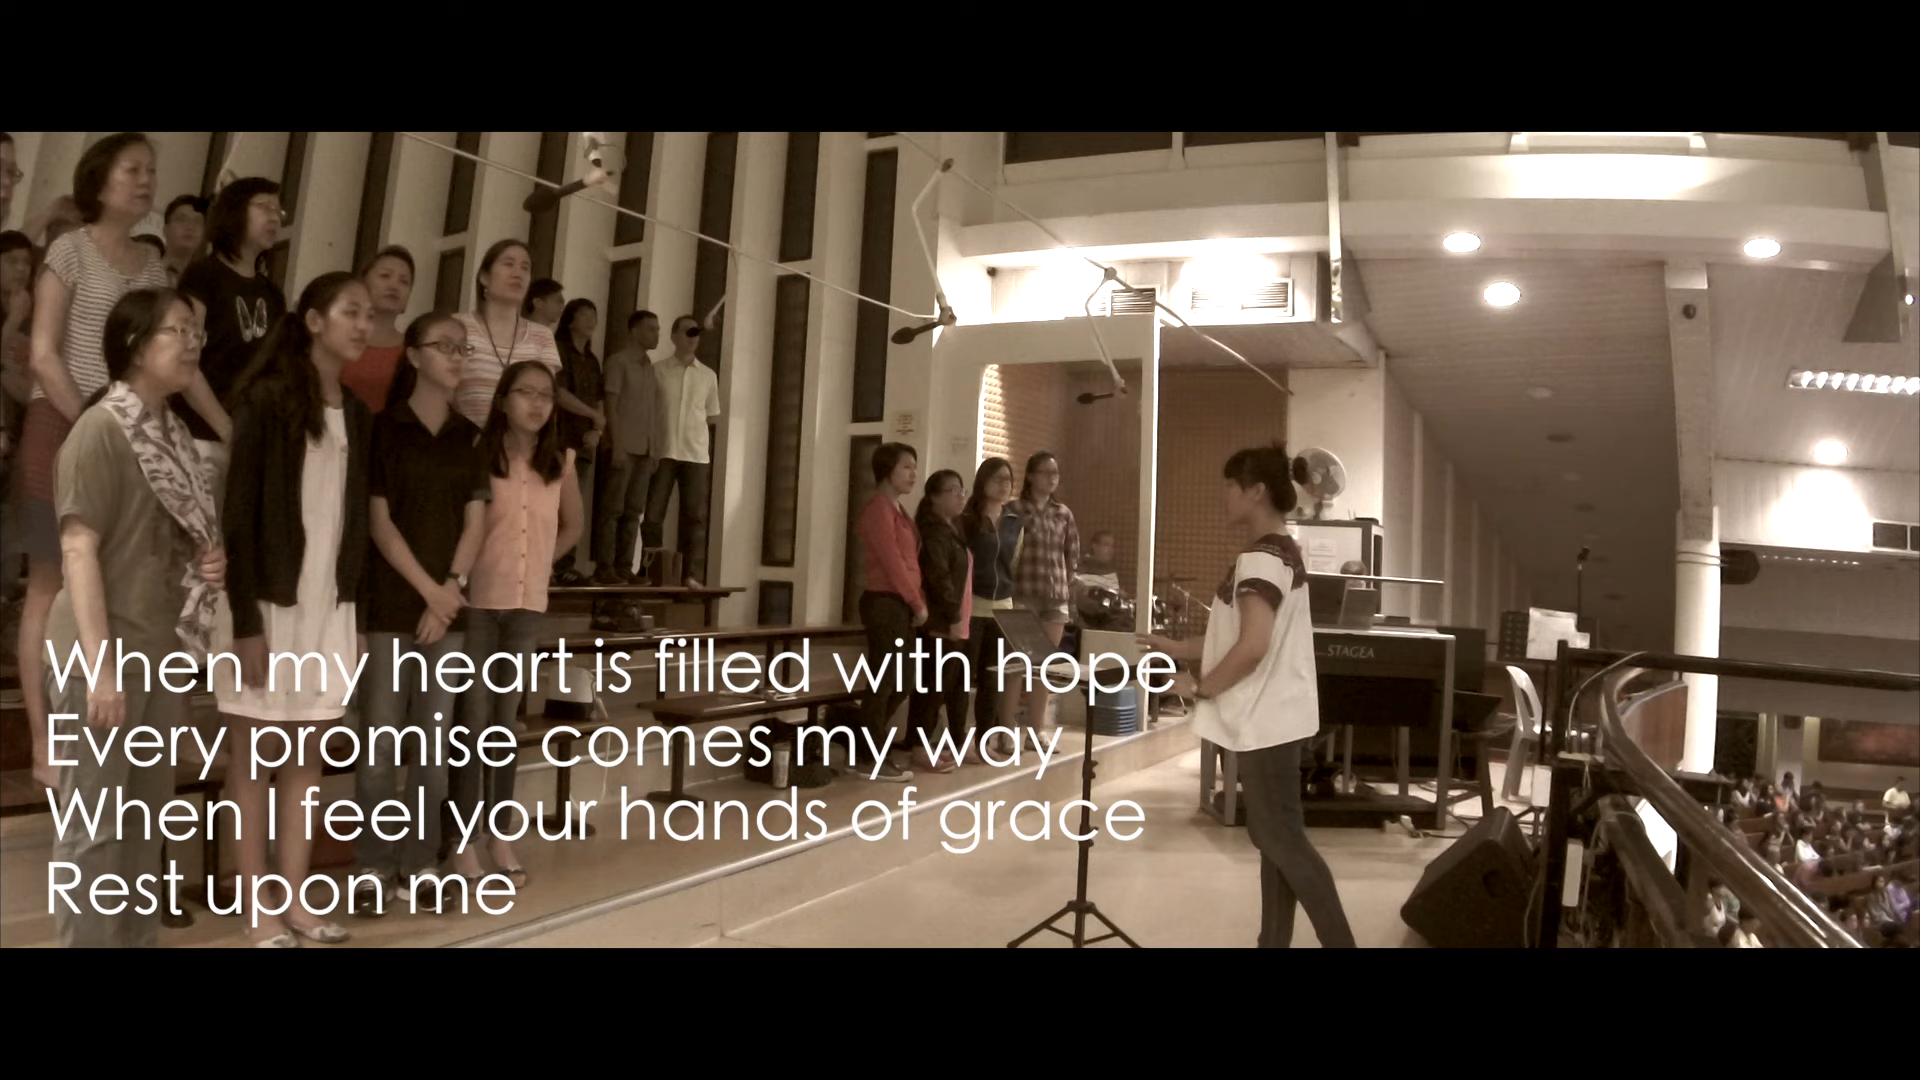 When my heart is filled with hope
Every promise comes my way
When I feel your hands of grace
Rest upon me
STAGEA